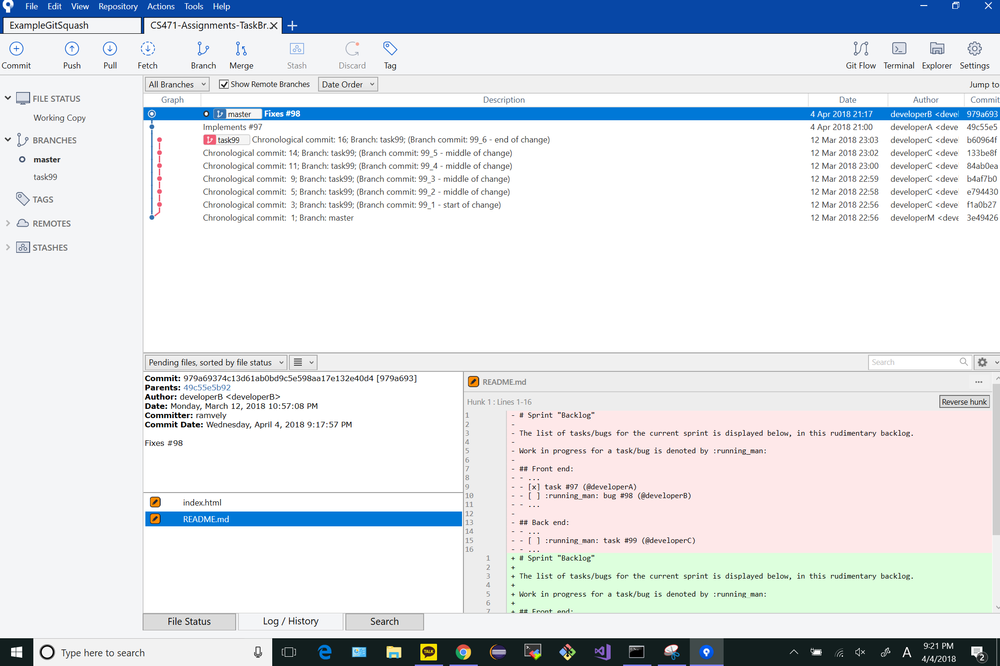 File Edit View Repository Actions Tools Help
ExampleGitSquash CS471-Assignments-TaskBr.
Commit Push Pull Fetch Branch Merge Stash Discard Tag Git Flow Terminal Explorer Settings
All Branches Show Remote Branches Date Order Jump to
Graph Description Date Author Commit
master Fixes #98 4 Apr 2018 21:17 developerB <devel 979a693
Implements #97 4 Apr 2018 21:00 developerA <deve 49c55e5
task99 Chronological commit: 16; Branch: task99; (Branch commit: 99_6 - end of change) 12 Mar 2018 23:03 developerC <devel b60964f
Chronological commit: 14; Branch: task99; (Branch commit: 99_5 - middle of change) 12 Mar 2018 23:02 developerC <devel 133be8f
Chronological commit: 11; Branch: task99; (Branch commit: 99_4 - middle of change) 12 Mar 2018 23:00 developerC <devel 84ab0ea
Chronological commit:  9; Branch: task99; (Branch commit: 99_3 - middle of change) 12 Mar 2018 22:59 developerC <devel b4af7b0
Chronological commit:  5; Branch: task99; (Branch commit: 99_2 - middle of change) 12 Mar 2018 22:58 developerC <devel e794430
Chronological commit:  3; Branch: task99; (Branch commit: 99_1 - start of change) 12 Mar 2018 22:56 developerC <devel f1a0b27
Chronological commit:  1; Branch: master 12 Mar 2018 22:56 developerM <deve 3e49426
FILE STATUS
Working Copy
BRANCHES
master
task99
TAGS
REMOTES
STASHES
Pending files, sorted by file status Search
Commit: 979a69374c13d61ab0bd9c5e598aa17e132e40d4 [979a693]
Parents: 49c55e5b92
Author: developerB <developerB>
Date: Monday, March 12, 2018 10:57:08 PM
Committer: ramvely
Commit Date: Wednesday, April 4, 2018 9:17:57 PM
Fixes #98
index.html
README.md
README.md ...
Hunk 1 : Lines 1-16 Reverse hunk
1 - # Sprint "Backlog"
2 -
3 - The list of tasks/bugs for the current sprint is displayed below, in this rudimentary backlog.
4 -
5 - Work in progress for a task/bug is denoted by :running_man:
6 -
7 - ## Front end:
8 - - ...
9 - - [x] task #97 (@developerA)
10 - - [ ] :running_man: bug #98 (@developerB)
11 - - ...
12 -
13 - ## Back end:
14 - - ...
15 - - [ ] :running_man: task #99 (@developerC)
16 - - ...
1 + # Sprint "Backlog"
2 +
3 + The list of tasks/bugs for the current sprint is displayed below, in this rudimentary backlog.
4 +
5 + Work in progress for a task/bug is denoted by :running_man:
6 +
7 + ## Front end:
File Status Log / History Search
Type here to search TALK A 9:21 PM
4/4/2018 2